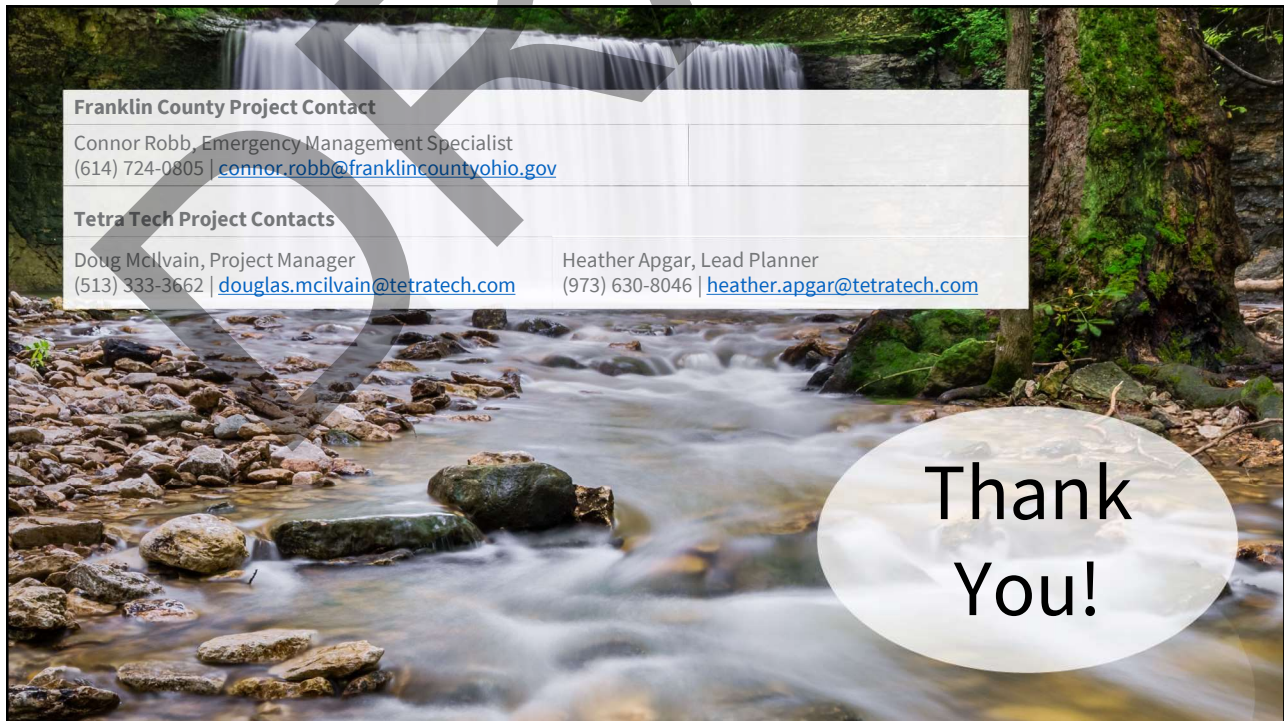 Franklin County Project Contact
Connor Robb, Emergency Management Specialist
(614) 724-0805 | connor.robb@franklincountyohio.gov
Tetra Tech Project Contacts
Doug McIlvain, Project Manager
(513) 333-3662 | douglas.mcilvain@tetratech.com
Heather Apgar, Lead Planner
(973) 630-8046 | heather.apgar@tetratech.com
Thank
You!